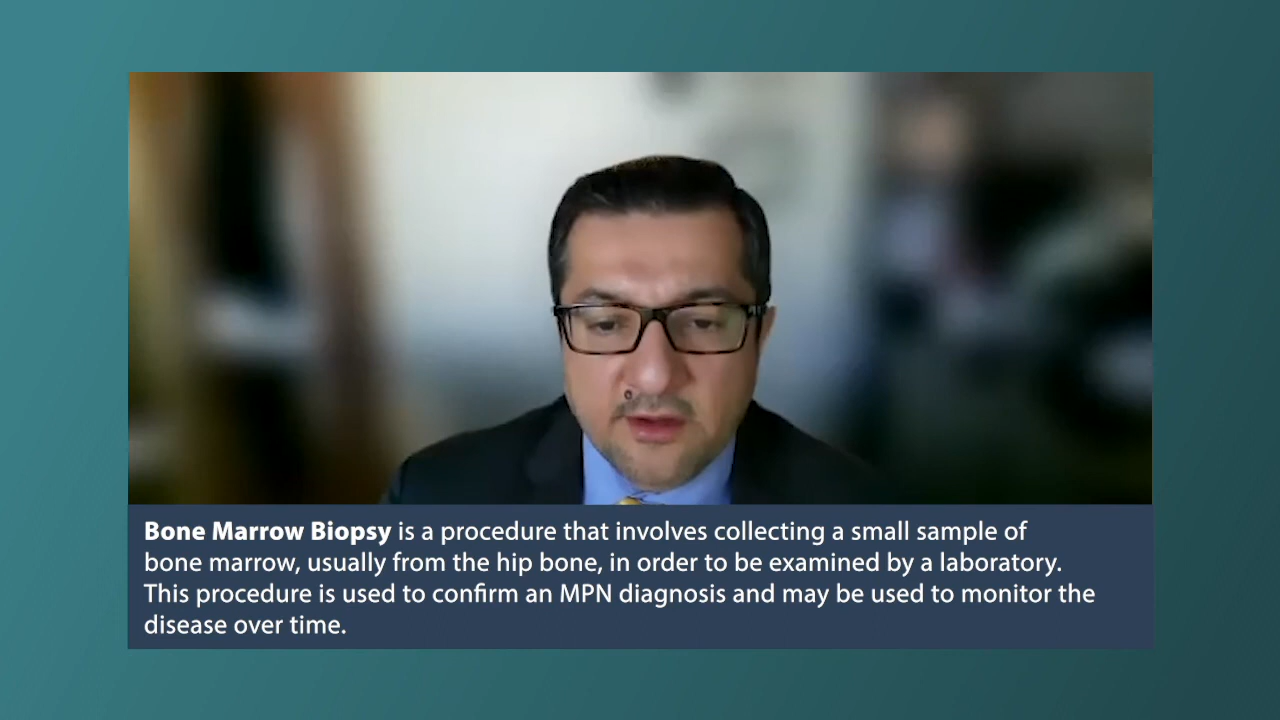 Bone Marrow Biopsy is a procedure that involves collecting a small sample of
bone marrow, usually from the hip bone, in order to be examined by a laboratory.
This procedure is used to confirm an MPN diagnosis and may be used to monitor the
disease over time.